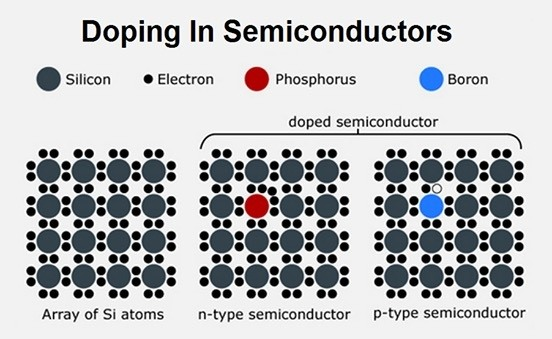 Doping In Semiconductors
Silicon
Electron
Phosphorus
Boron
doped semiconductor
Array of Si atoms
n-type semiconductor
p-type semiconductor